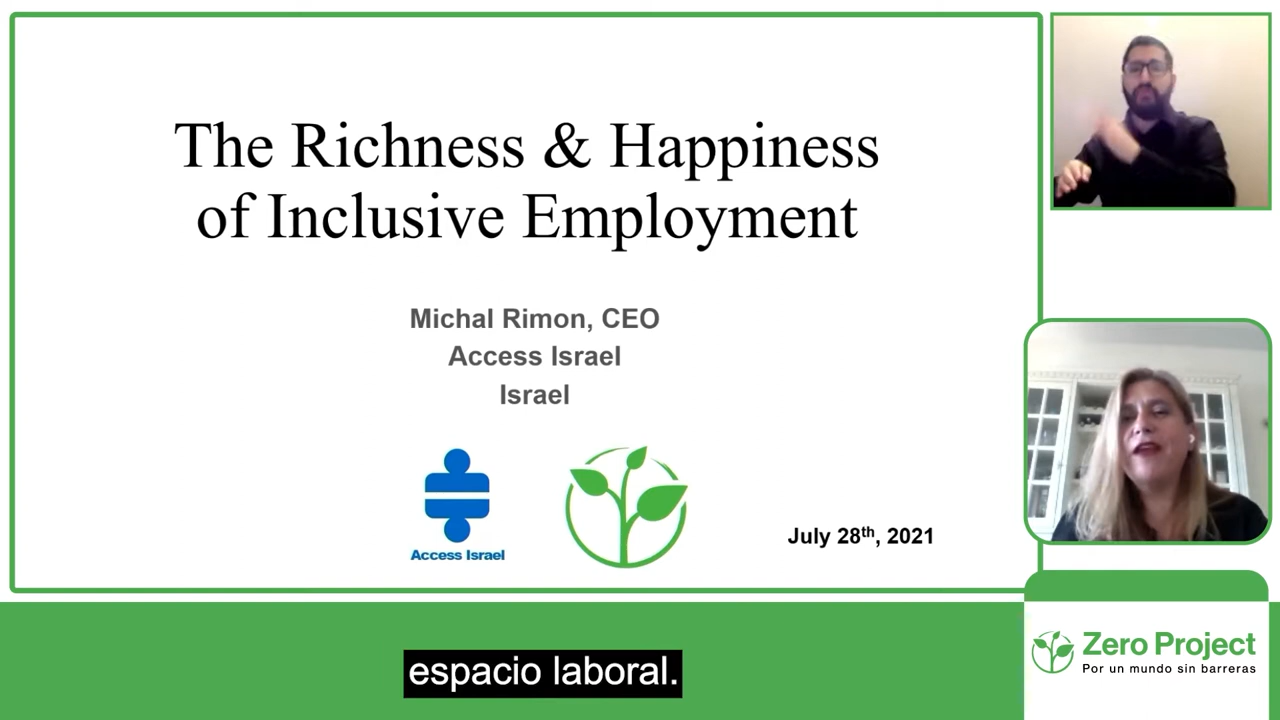 The Richness & Happiness
of Inclusive Employment
Michal Rimon, CEO
Access Israel
Israel
Access Israel
July 28th, 2021
espacio laboral.
Zero Project
Por un mundo sin barreras